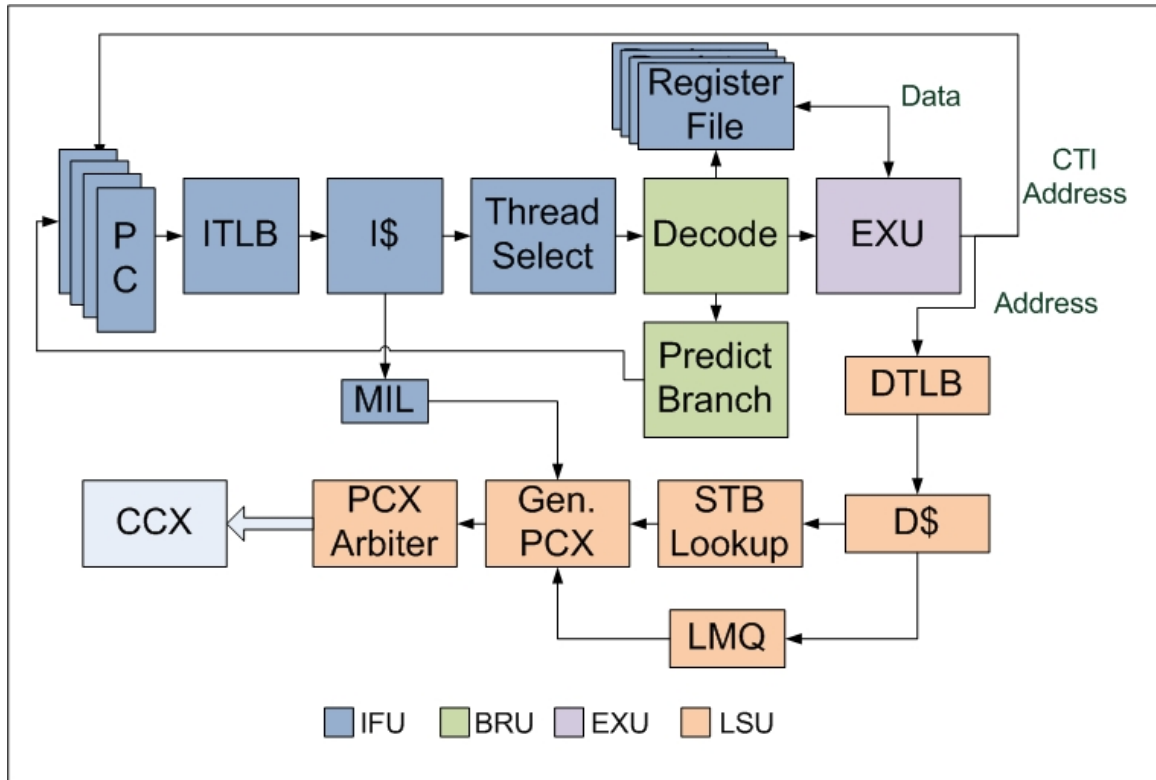 Register
File
Data
CTI
Address
P
C
ITLB
I$
Thread
Select
Decode
EXU
Address
Predict
Branch
DTLB
MIL
CCX
PCX
Arbiter
Gen.
PCX
STB
Lookup
D$
LMQ
IFU
BRU
EXU
LSU